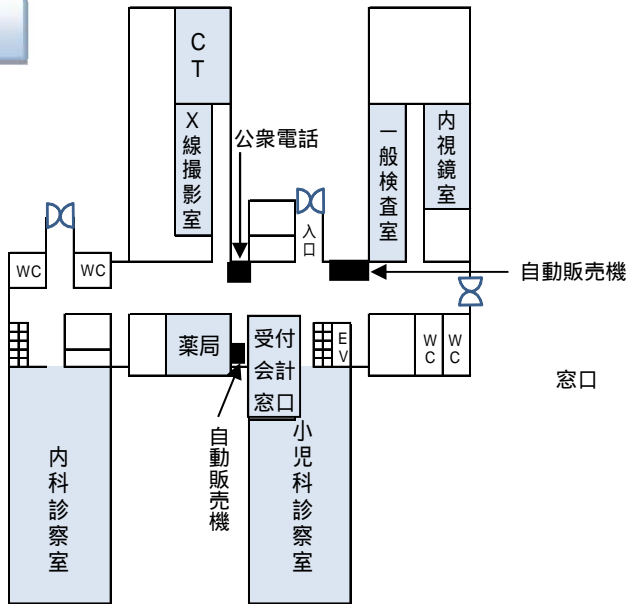 CT
X線撮影室
公衆電話
一般検査室
内視鏡室
入口
WC
WC
自動販売機
薬局
受付
会計
窓口
EV
WC
WC
窓口
自動販売機
内科診察室
小児科診察室